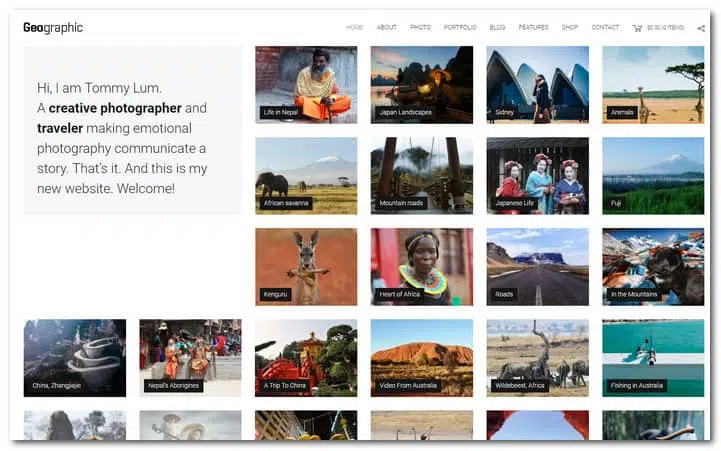 Geographic
HOME ABOUT PHOTO PORTFOLIO BLOG FEATURES SHOP CONTACT $0.00 (0 ITEMS)
Hi, I am Tommy Lum.
A creative photographer and
traveler making emotional
photography communicate a
story. That's it. And this is my
new website. Welcome!
Life in Nepal
Japan Landscapes
Sidney
Animals
African savanna
Mountain roads
Japanese Life
Fuji
Kenguru
Heart of Africa
Roads
In the Mountains
China, Zhangjiajie
Nepal's Aborigines
A Trip To China
Video From Australia
Wildebeest, Africa
Fishing in Australia